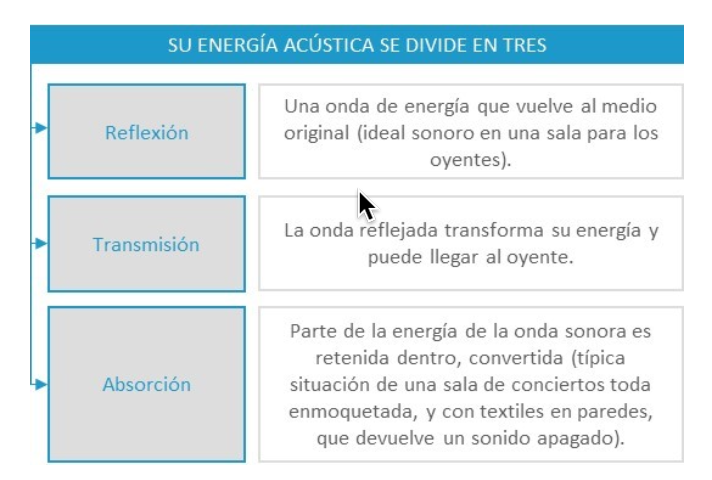 SU ENERGÍA ACÚSTICA SE DIVIDE EN TRES
Reflexión
Una onda de energía que vuelve al medio
original (ideal sonoro en una sala para los
oyentes).
Transmisión
La onda reflejada transforma su energía y
puede llegar al oyente.
Absorción
Parte de la energía de la onda sonora es
retenida dentro, convertida (típica
situación de una sala de conciertos toda
enmoquetada, y con textiles en paredes,
que devuelve un sonido apagado).